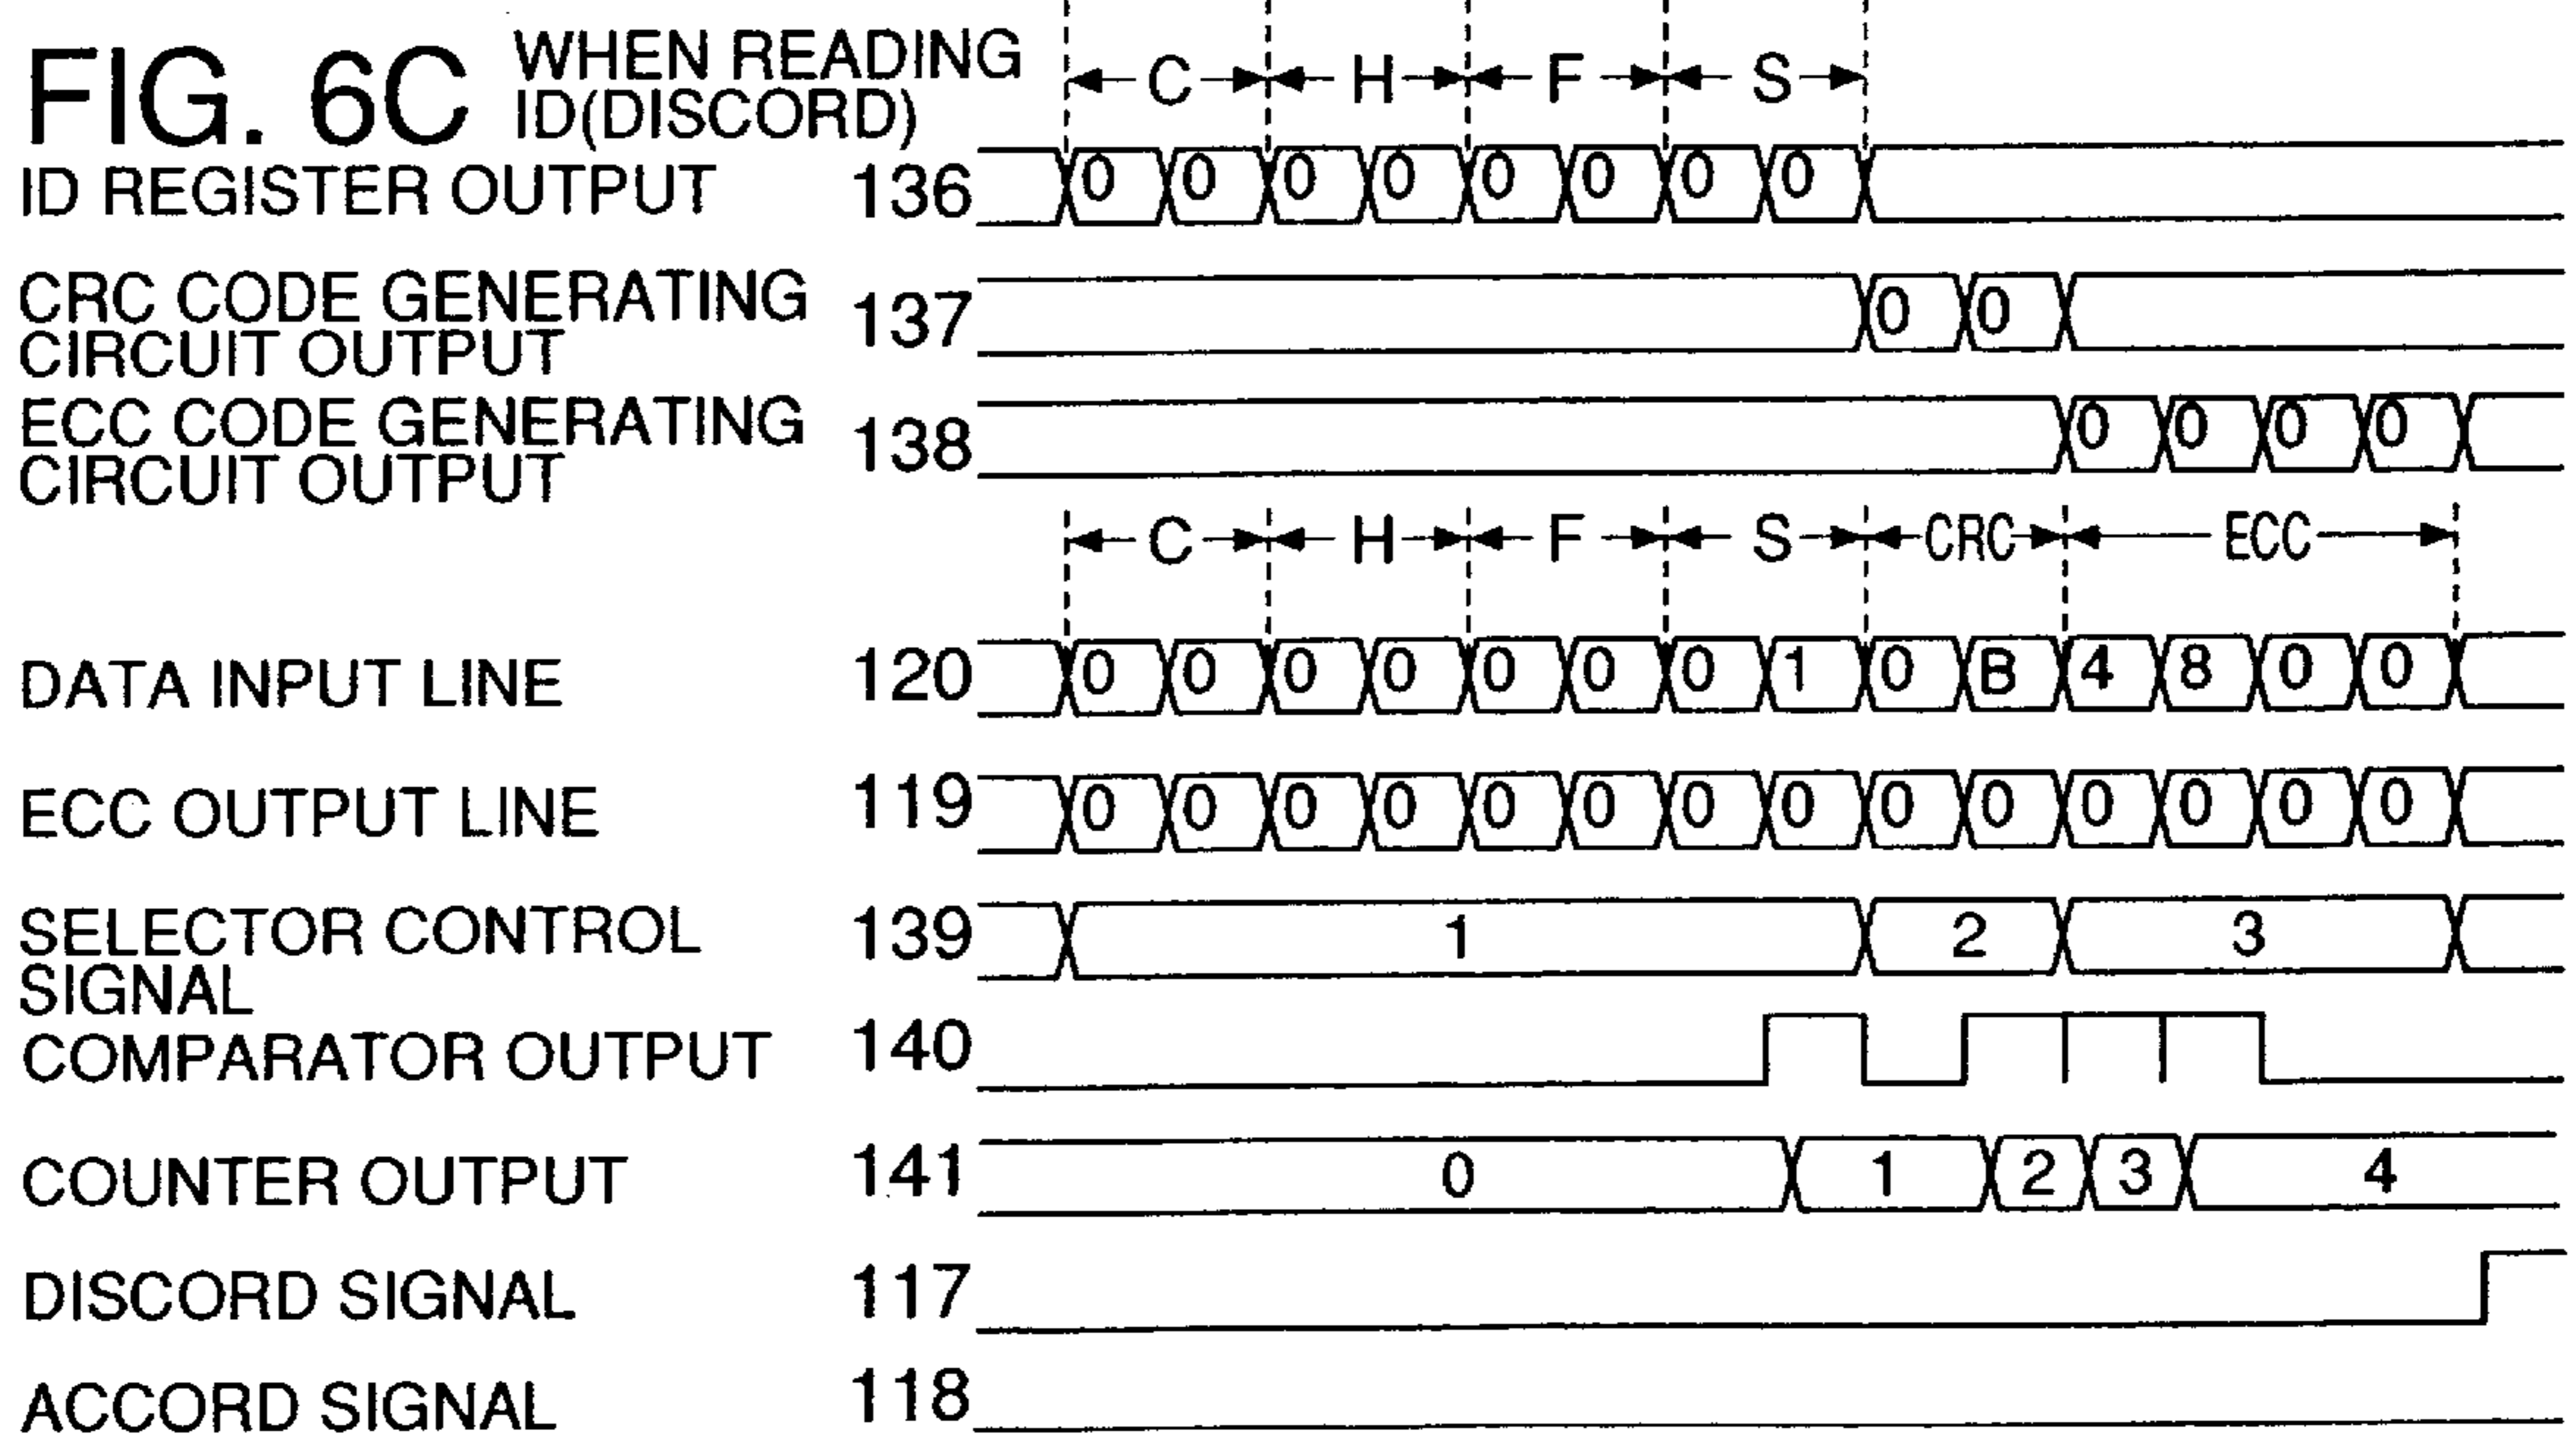 FIG. 6C WHEN READING
ID(DISCORD)
C H F S
ID REGISTER OUTPUT 136 0 0 0 0 0 0 0 0
CRC CODE GENERATING
CIRCUIT OUTPUT 137 0 0
ECC CODE GENERATING
CIRCUIT OUTPUT 138 0 0 0 0
C H F S CRC ECC
DATA INPUT LINE 120 0 0 0 0 0 0 0 1 0 B 4 8 0 0
ECC OUTPUT LINE 119 0 0 0 0 0 0 0 0 0 0 0 0 0 0
SELECTOR CONTROL
SIGNAL 139 1 2 3
COMPARATOR OUTPUT 140
COUNTER OUTPUT 141 0 1 2 3 4
DISCORD SIGNAL 117
ACCORD SIGNAL 118